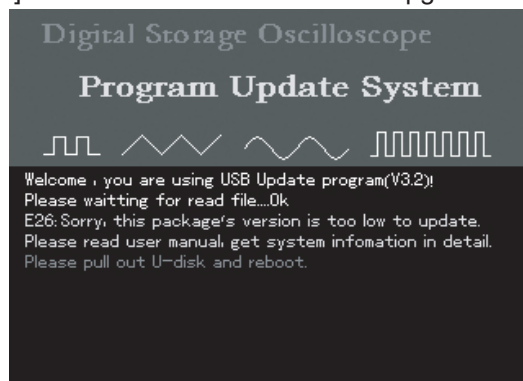 Digital Storage Oscilloscope
Program Update System
Welcome , you are using USB Update program(V3.2)!
Please waitting for read file....Ok
E26:Sorry, this package's version is too low to update.
Please read user manual, get system infomation in detail.
Please pull out U-disk and reboot.